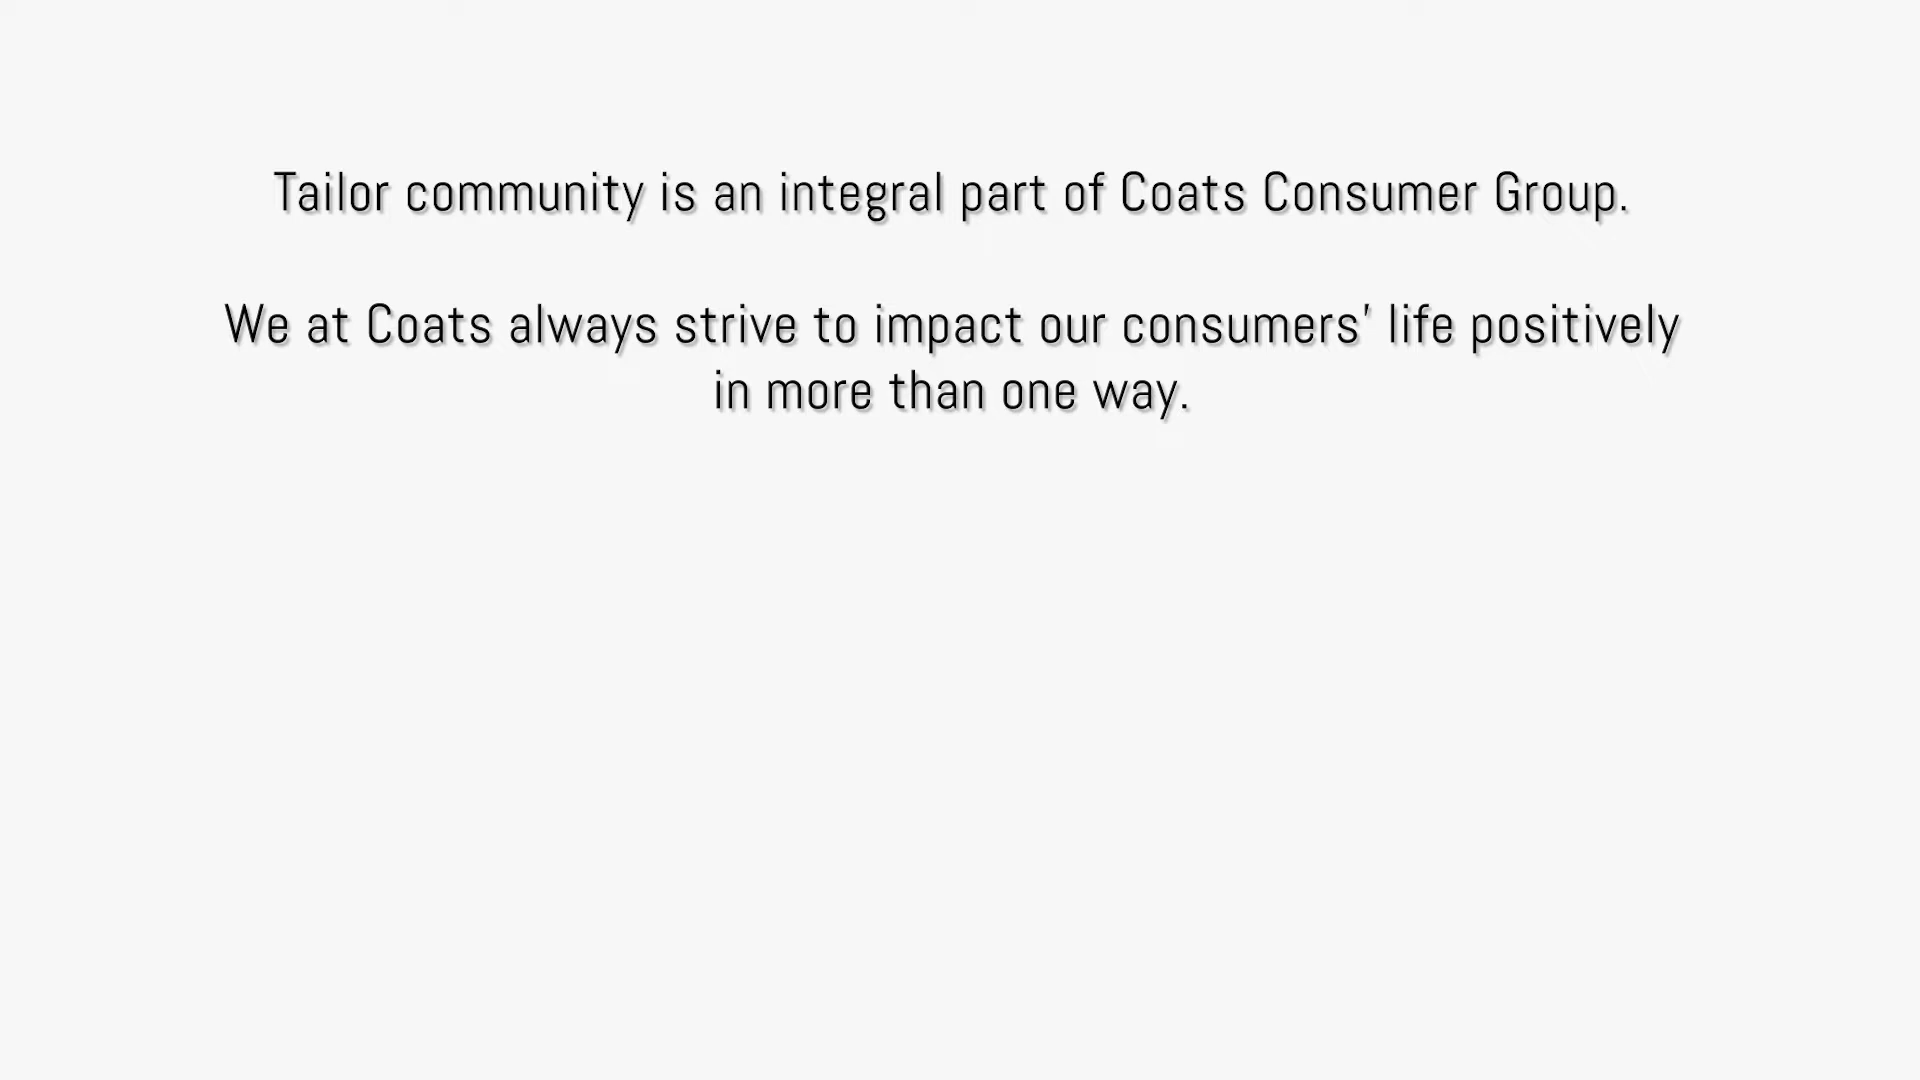 Tailor community is an integral part of Coats Consumer Group.
We at Coats always strive to impact our consumers' life positively
in more than one way.